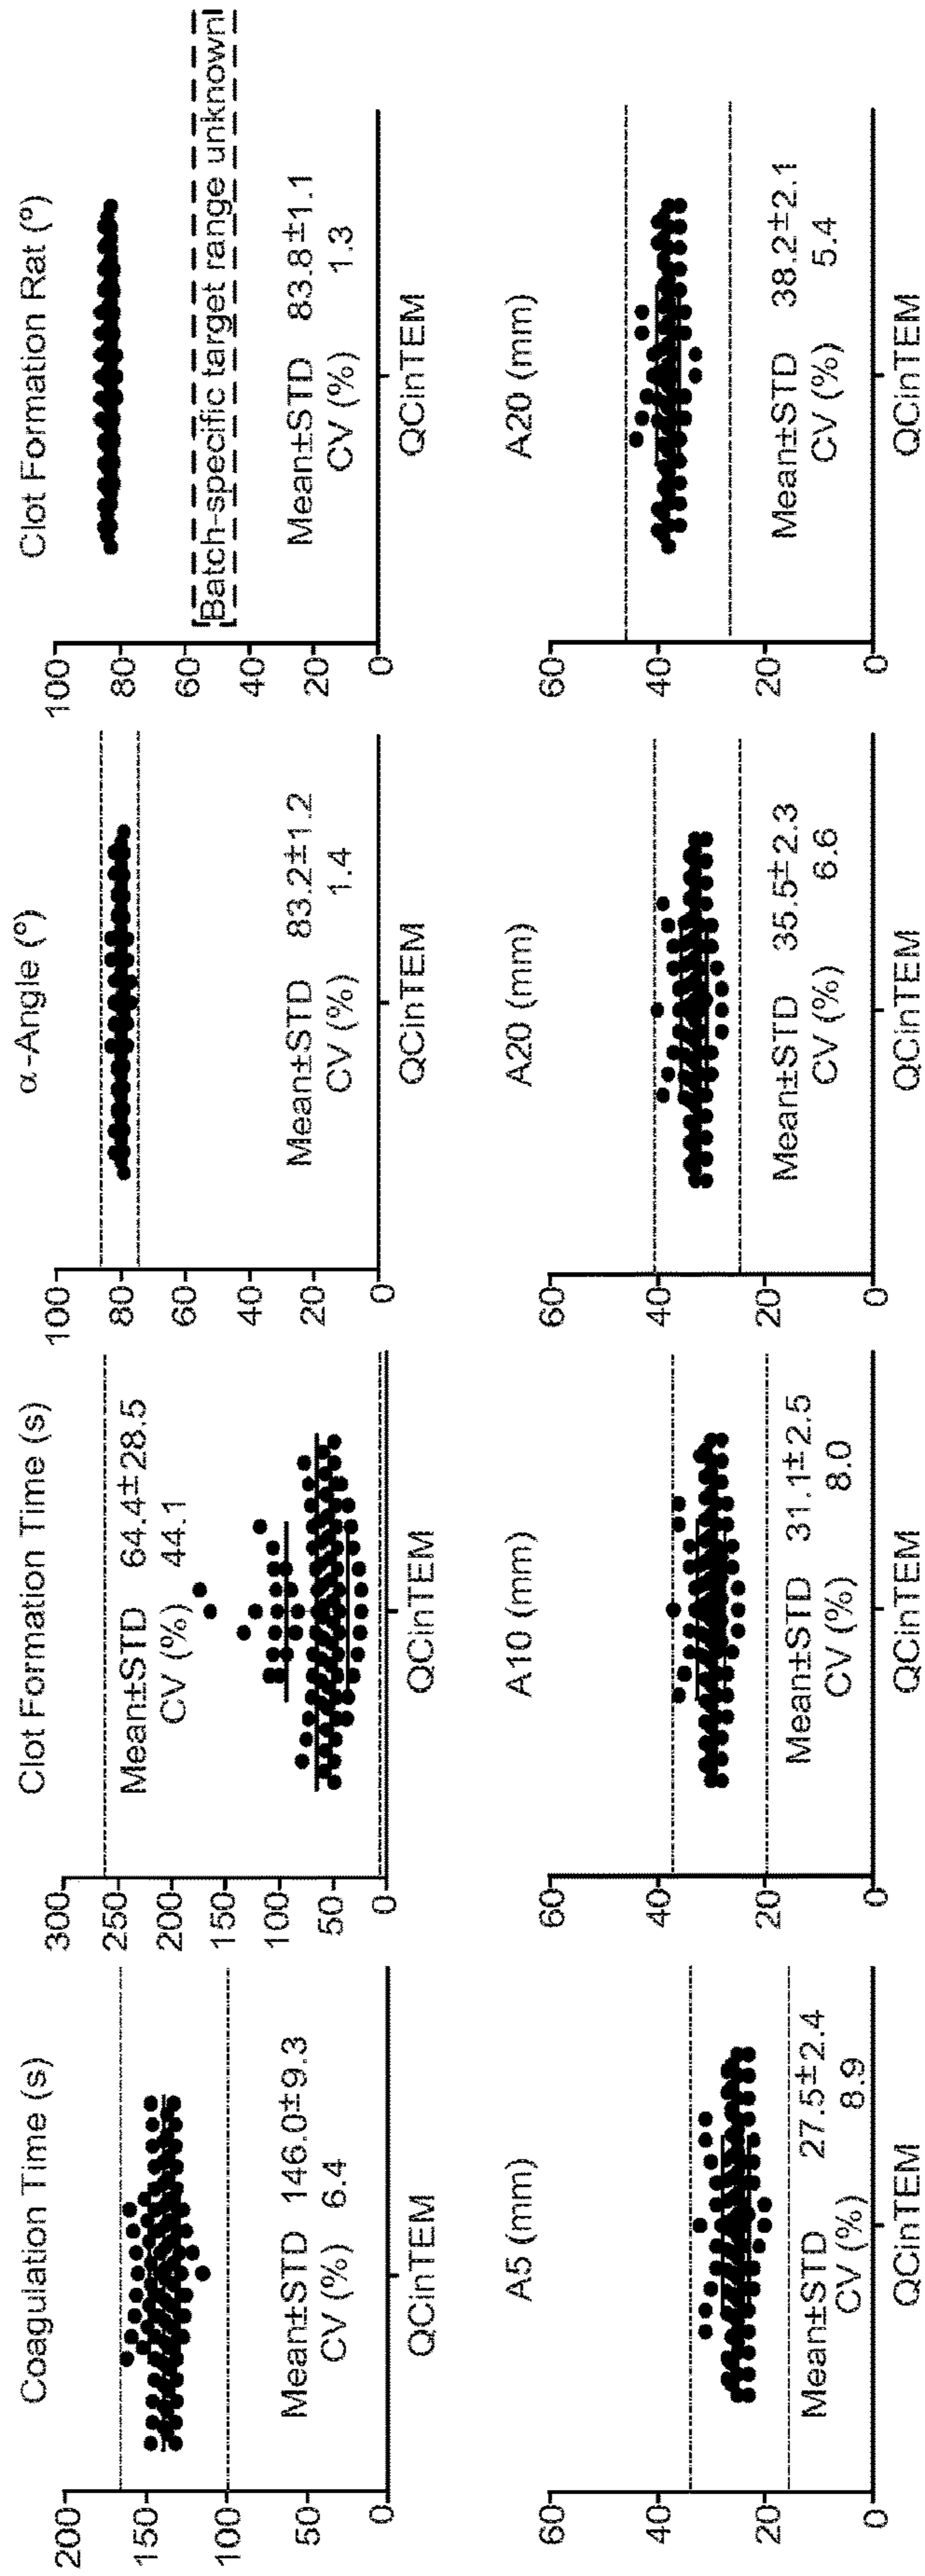 Coagulation Time (s)
200
150
100
50
0
Mean±STD 146.0±9.3
CV (%) 6.4
QCinTEM
Clot Formation Time (s)
300
250
200
150
100
50
0
Mean±STD 64.4±28.5
CV (%) 44.1
QCinTEM
α-Angle (º)
100
80
60
40
20
0
Mean±STD 83.2±1.2
CV (%) 1.4
QCinTEM
Clot Formation Rat (º)
100
80
60
40
20
0
Batch-specific target range unknown
Mean±STD 83.8±1.1
CV (%) 1.3
QCinTEM
A5 (mm)
60
40
20
0
Mean±STD 27.5±2.4
CV (%) 8.9
QCinTEM
A10 (mm)
60
40
20
0
Mean±STD 31.1±2.5
CV (%) 8.0
QCinTEM
A20 (mm)
60
40
20
0
Mean±STD 35.5±2.3
CV (%) 6.6
QCinTEM
A20 (mm)
60
40
20
0
Mean±STD 38.2±2.1
CV (%) 5.4
QCinTEM